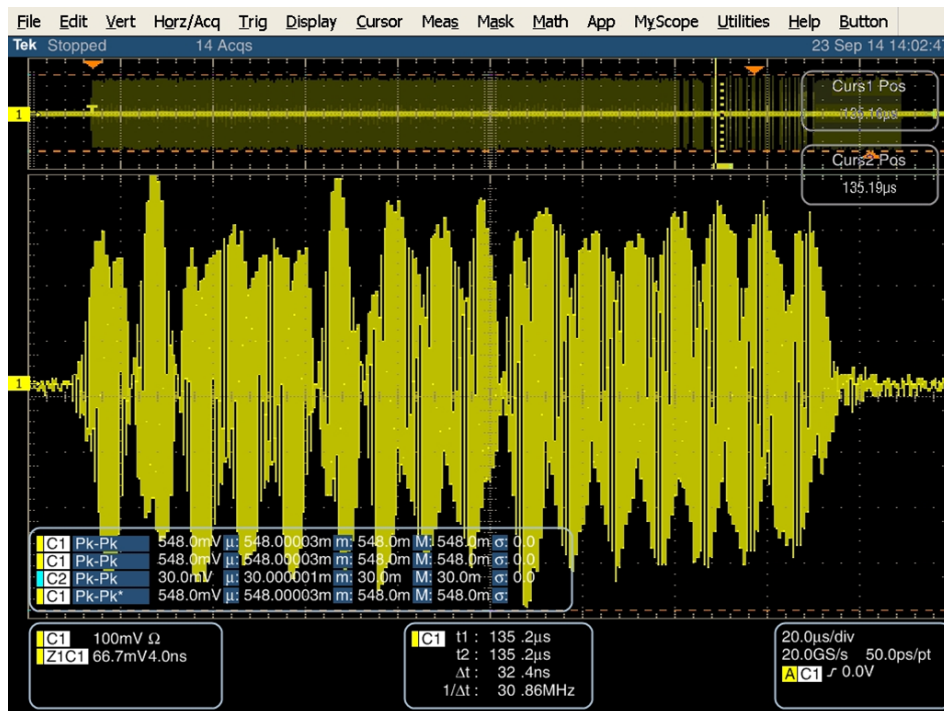 File Edit Vert Horz/Acq Trig Display Cursor Meas Mask Math App MyScope Utilities Help Button
Tek Stopped 14 Acqs 23 Sep 14 14:02:47
Curs1 Pos
135.16µs
1
T
Curs2 Pos
135.19µs
1
C1 Pk-Pk 548.0mV µ: 548.00003m m: 548.0m M: 548.0m σ: 0.0
C1 Pk-Pk 548.0mV µ: 548.00003m m: 548.0m M: 548.0m σ: 0.0
C2 Pk-Pk 30.0mV µ: 30.000001m m: 30.0m M: 30.0m σ: 0.0
C1 Pk-Pk* 548.0mV µ: 548.00003m m: 548.0m M: 548.0m σ:
C1 100mV Ω
Z1C1 66.7mV 4.0ns
C1 t1 : 135 .2µs
t2 : 135 .2µs
Δt : 32 .4ns
1/Δt : 30 .86MHz
20.0µs/div
20.0GS/s 50.0ps/pt
A C1 ∫ 0.0V